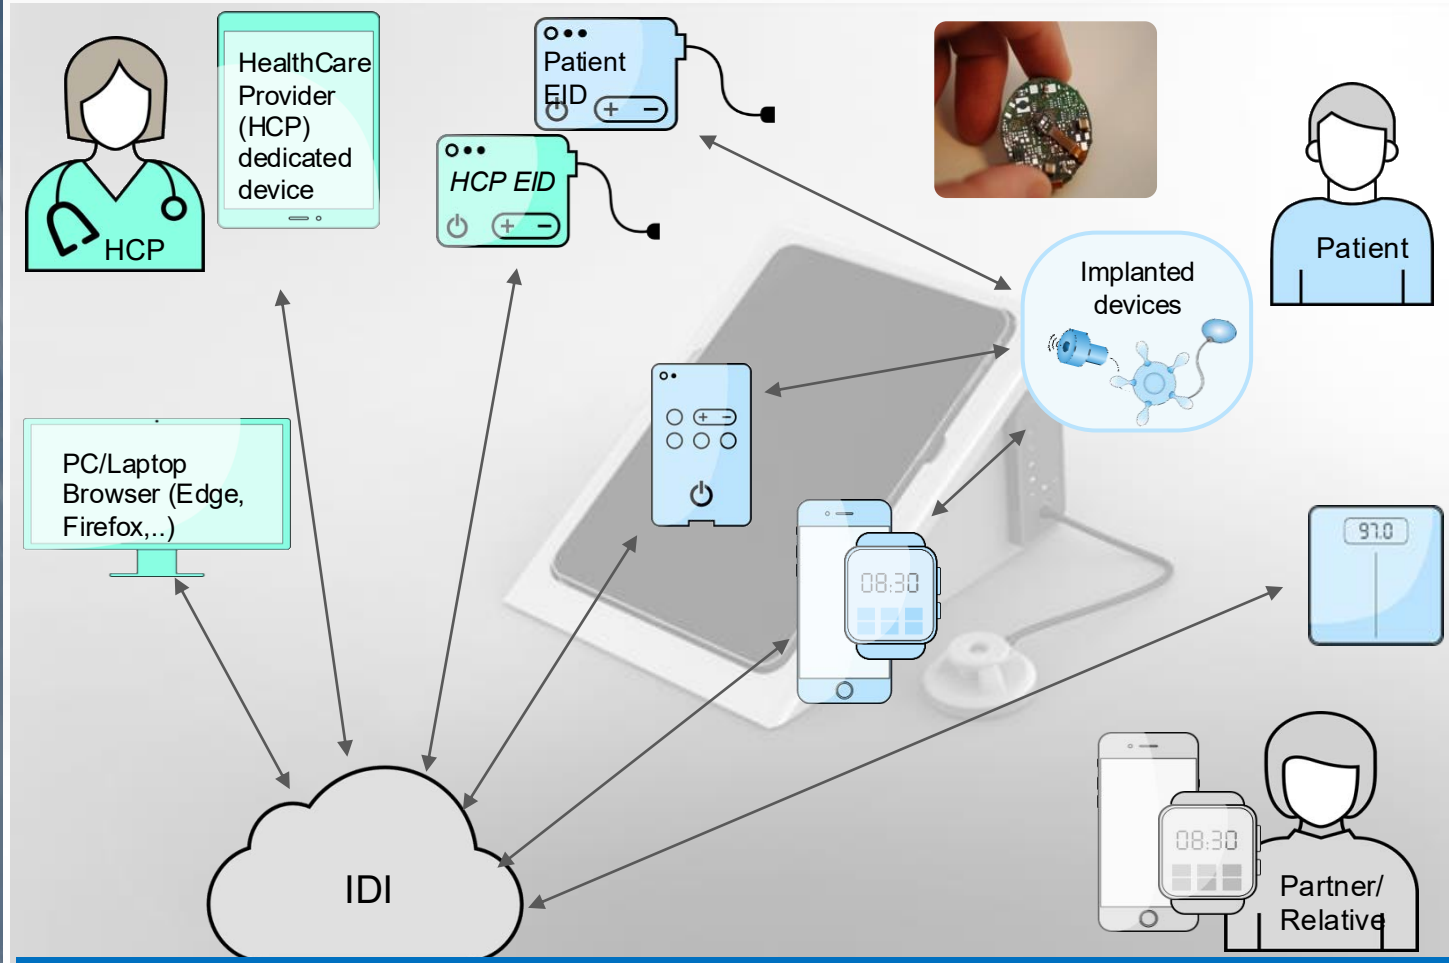 HealthCare
Provider
(HCP)
dedicated
device
HCP
Patient
EID
HCP EID
Patient
Implanted
devices
PC/Laptop
Browser (Edge,
Firefox,..)
08:30
97.0
IDI
08:30
Partner/
Relative